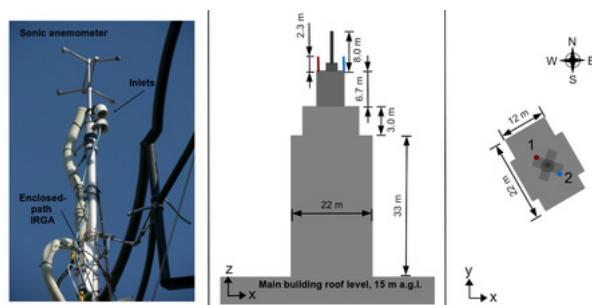 Sonic anemometer
Inlets
Enclosed-
path
IRGA
2.3 m
8.0 m
6.7 m
3.0 m
22 m
33 m
Main building roof level, 15 m a.g.l.
z
x
N
W
E
S
12 m
22 m
1
2
y
x